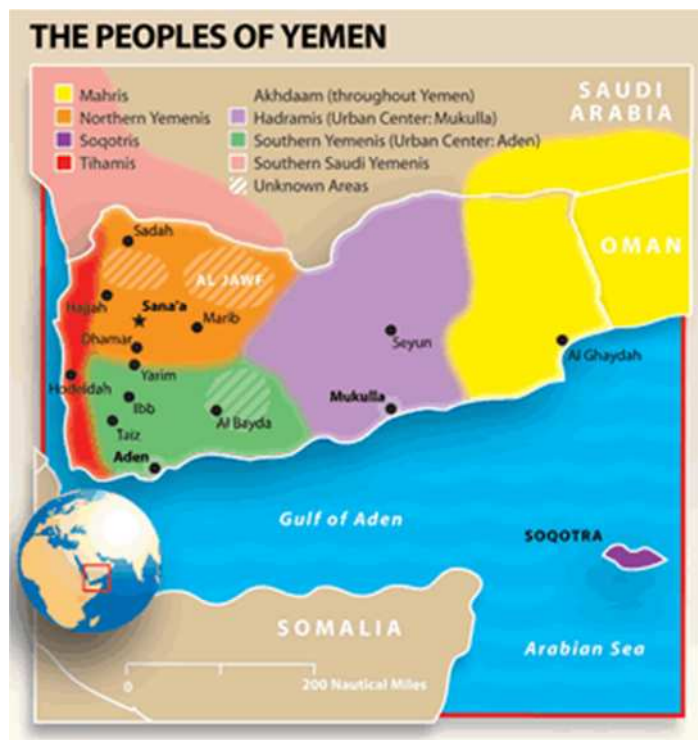 THE PEOPLES OF YEMEN
Mahris
Northern Yemenis
Soqotris
Tihamis
Akhdaam (throughout Yemen)
Hadramis (Urban Center: Mukulla)
Southern Yemenis (Urban Center: Aden)
Southern Saudi Yemenis
Unknown Areas
SAUDI
ARABIA
OMAN
Sadah
AL JAWF
Hajjah
Sana'a
Marib
Dhamar
Yarim
Hodeidah
Ibb
Taiz
Al Bayda
Aden
Seyun
Mukulla
Al Ghaydah
Gulf of Aden
SOQOTRA
SOMALIA
Arabian Sea
0
200 Nautical Miles